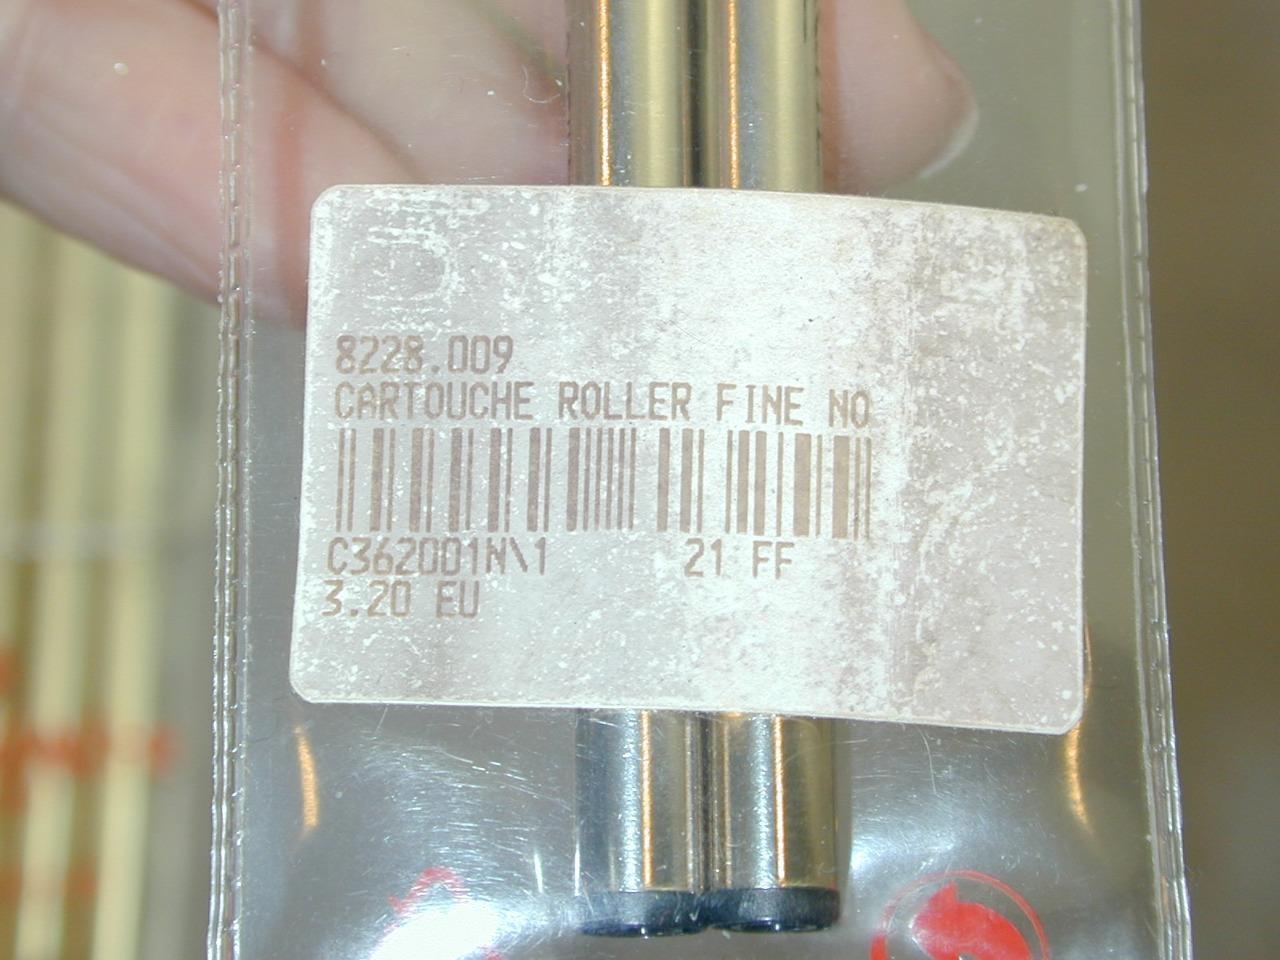 8228.009
CARTOUCHE ROLLER FINE NO
C362001N\1 21 FF
3.20 EU